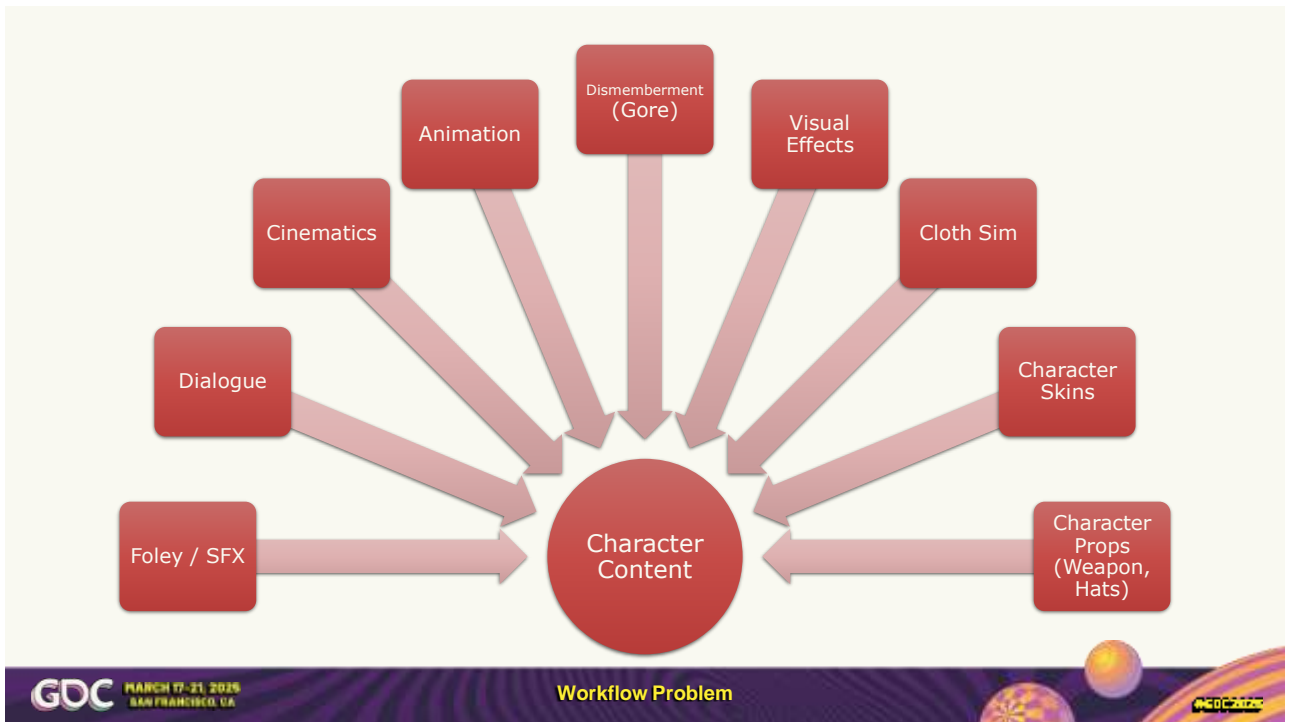 Dismemberment
(Gore)
Animation
Visual
Effects
Cinematics
Cloth Sim
Dialogue
Character
Skins
Foley / SFX
Character
Content
Character
Props
(Weapon,
Hats)
GDC
MARCH 17-21, 2025
SAN FRANCISCO, CA
Workflow Problem
#GDC2025